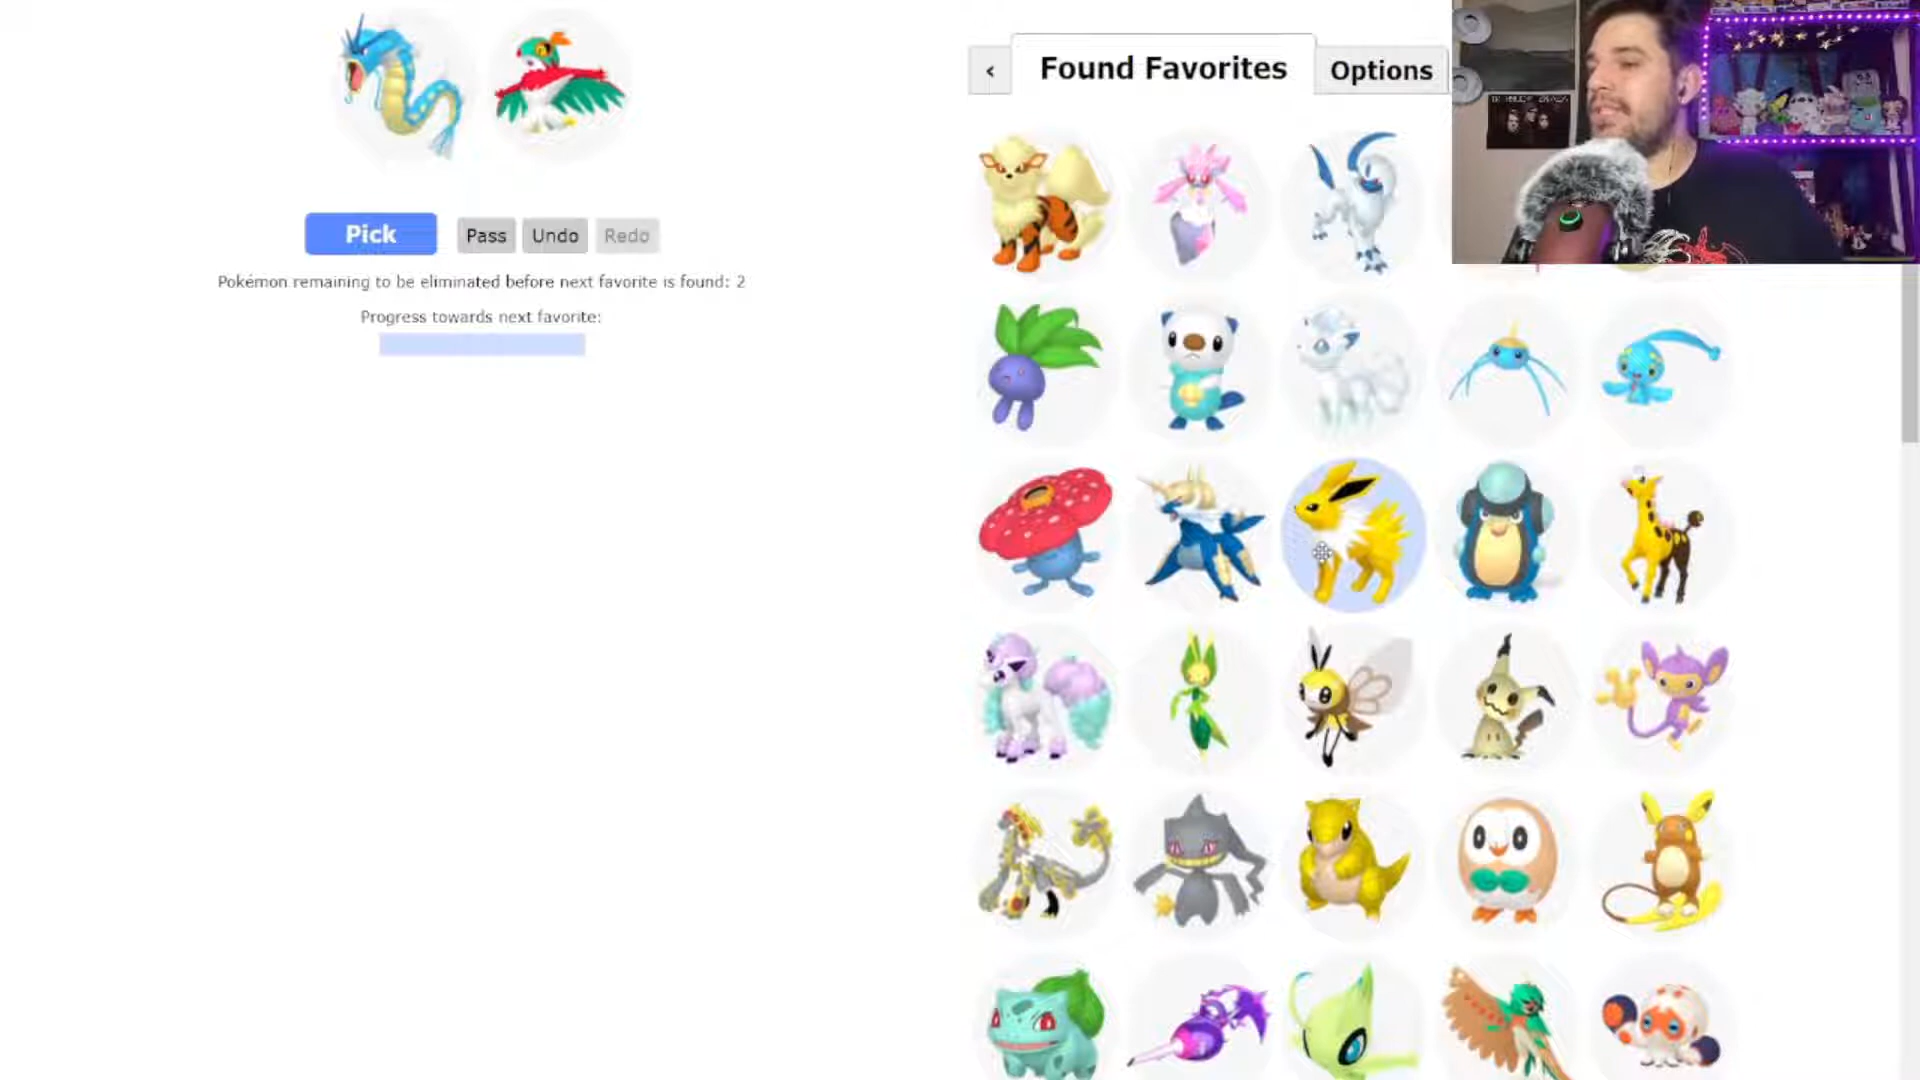 ‹
Found Favorites
Options
Pick
Pass
Undo
Redo
Pokémon remaining to be eliminated before next favorite is found: 2
Progress towards next favorite: